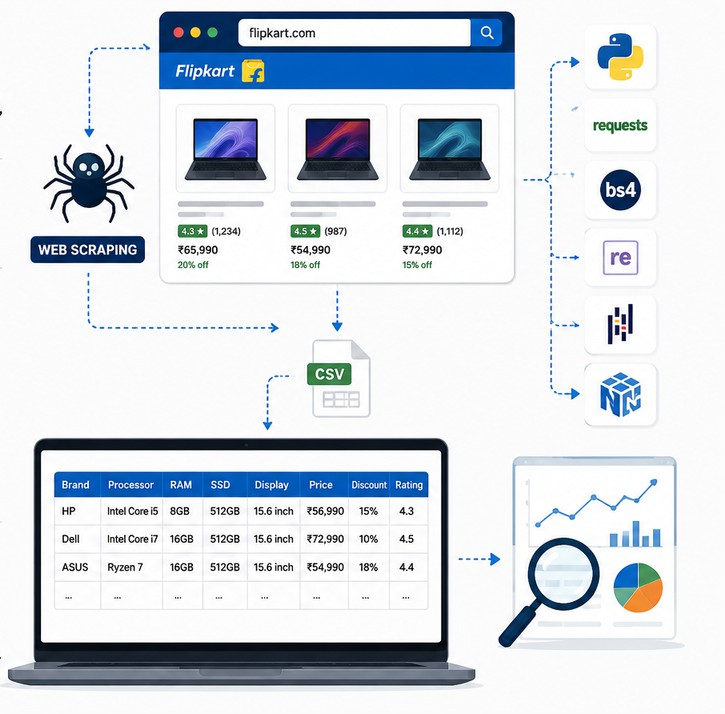 flipkart.com
Flipkart
4.3 ★ (1,234)
₹65,990
20% off
4.5 ★ (987)
₹54,990
18% off
4.4 ★ (1,112)
₹72,990
15% off
WEB SCRAPING
requests
bs4
re
CSV
Brand Processor RAM SSD Display Price Discount Rating
HP Intel Core i5 8GB 512GB 15.6 inch ₹56,990 15% 4.3
Dell Intel Core i7 16GB 512GB 15.6 inch ₹72,990 10% 4.5
ASUS Ryzen 7 16GB 512GB 15.6 inch ₹54,990 18% 4.4
... ... ... ... ... ... ... ...